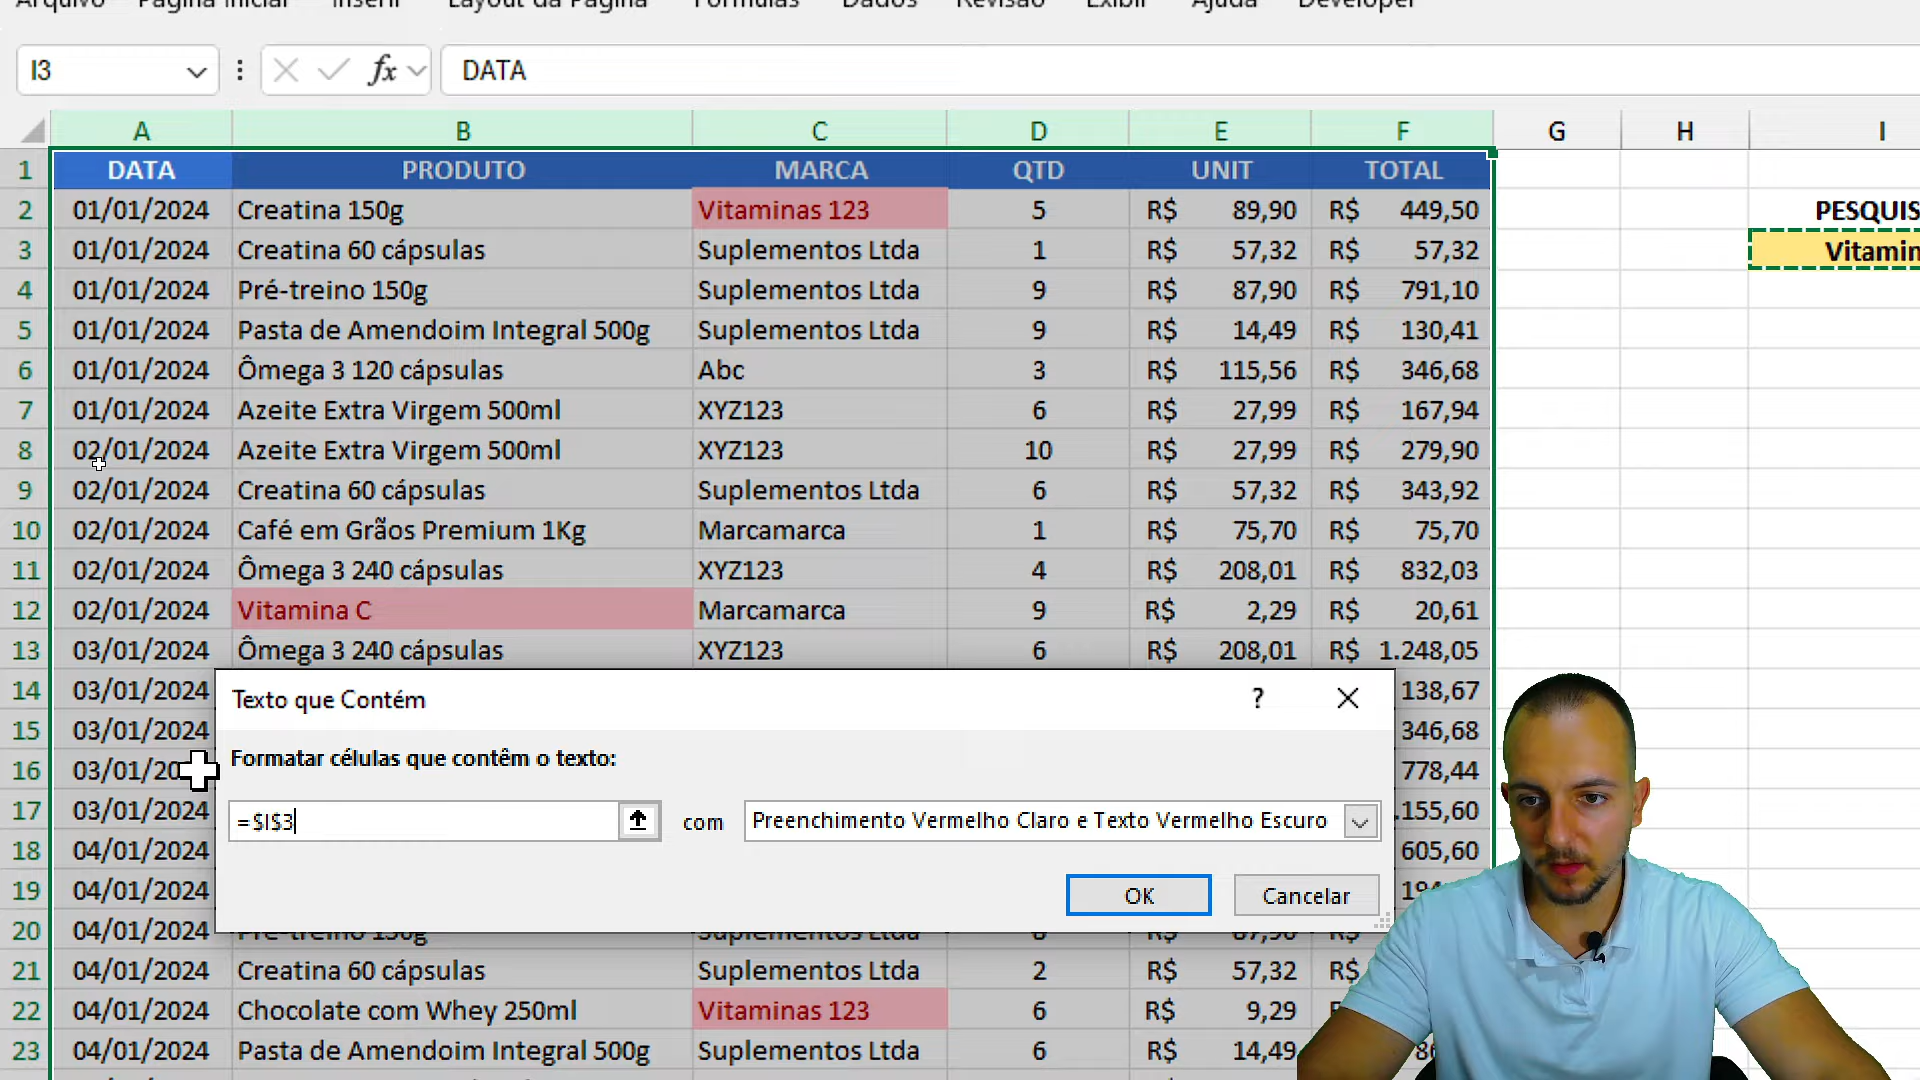 Arquivo Página Inicial Inserir Layout da Página Fórmulas Dados Revisão Exibir Ajuda Developer
I3 fx DATA
A B C D E F G H I
1 DATA PRODUTO MARCA QTD UNIT TOTAL
2 01/01/2024 Creatina 150g Vitaminas 123 5 R$ 89,90 R$ 449,50 PESQUIS
3 01/01/2024 Creatina 60 cápsulas Suplementos Ltda 1 R$ 57,32 R$ 57,32 Vitamin
4 01/01/2024 Pré-treino 150g Suplementos Ltda 9 R$ 87,90 R$ 791,10
5 01/01/2024 Pasta de Amendoim Integral 500g Suplementos Ltda 9 R$ 14,49 R$ 130,41
6 01/01/2024 Ômega 3 120 cápsulas Abc 3 R$ 115,56 R$ 346,68
7 01/01/2024 Azeite Extra Virgem 500ml XYZ123 6 R$ 27,99 R$ 167,94
8 02/01/2024 Azeite Extra Virgem 500ml XYZ123 10 R$ 27,99 R$ 279,90
9 02/01/2024 Creatina 60 cápsulas Suplementos Ltda 6 R$ 57,32 R$ 343,92
10 02/01/2024 Café em Grãos Premium 1Kg Marcamarca 1 R$ 75,70 R$ 75,70
11 02/01/2024 Ômega 3 240 cápsulas XYZ123 4 R$ 208,01 R$ 832,03
12 02/01/2024 Vitamina C Marcamarca 9 R$ 2,29 R$ 20,61
13 03/01/2024 Ômega 3 240 cápsulas XYZ123 6 R$ 208,01 R$ 1.248,05
14 03/01/2024 138,67
15 03/01/2024 346,68
16 03/01/20 778,44
17 03/01/2024 .155,60
18 04/01/2024 605,60
19 04/01/2024
20 04/01/2024 Pré-treino 150g Suplementos Ltda R$ 87,90 R$
21 04/01/2024 Creatina 60 cápsulas Suplementos Ltda 2 R$ 57,32 R$
22 04/01/2024 Chocolate com Whey 250ml Vitaminas 123 6 R$ 9,29 R$
23 04/01/2024 Pasta de Amendoim Integral 500g Suplementos Ltda 6 R$ 14,49 R$
Texto que Contém ?
Formatar células que contêm o texto:
=$I$3 com Preenchimento Vermelho Claro e Texto Vermelho Escuro
OK Cancelar